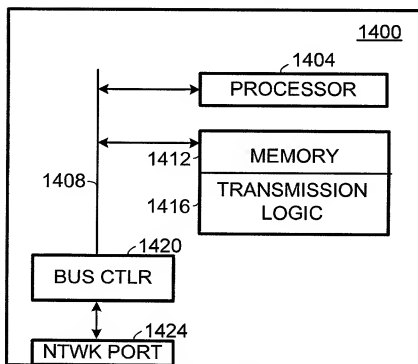 1400
1404
PROCESSOR
1412
MEMORY
1408
1416
TRANSMISSION
LOGIC
1420
BUS CTLR
1424
NTWK PORT